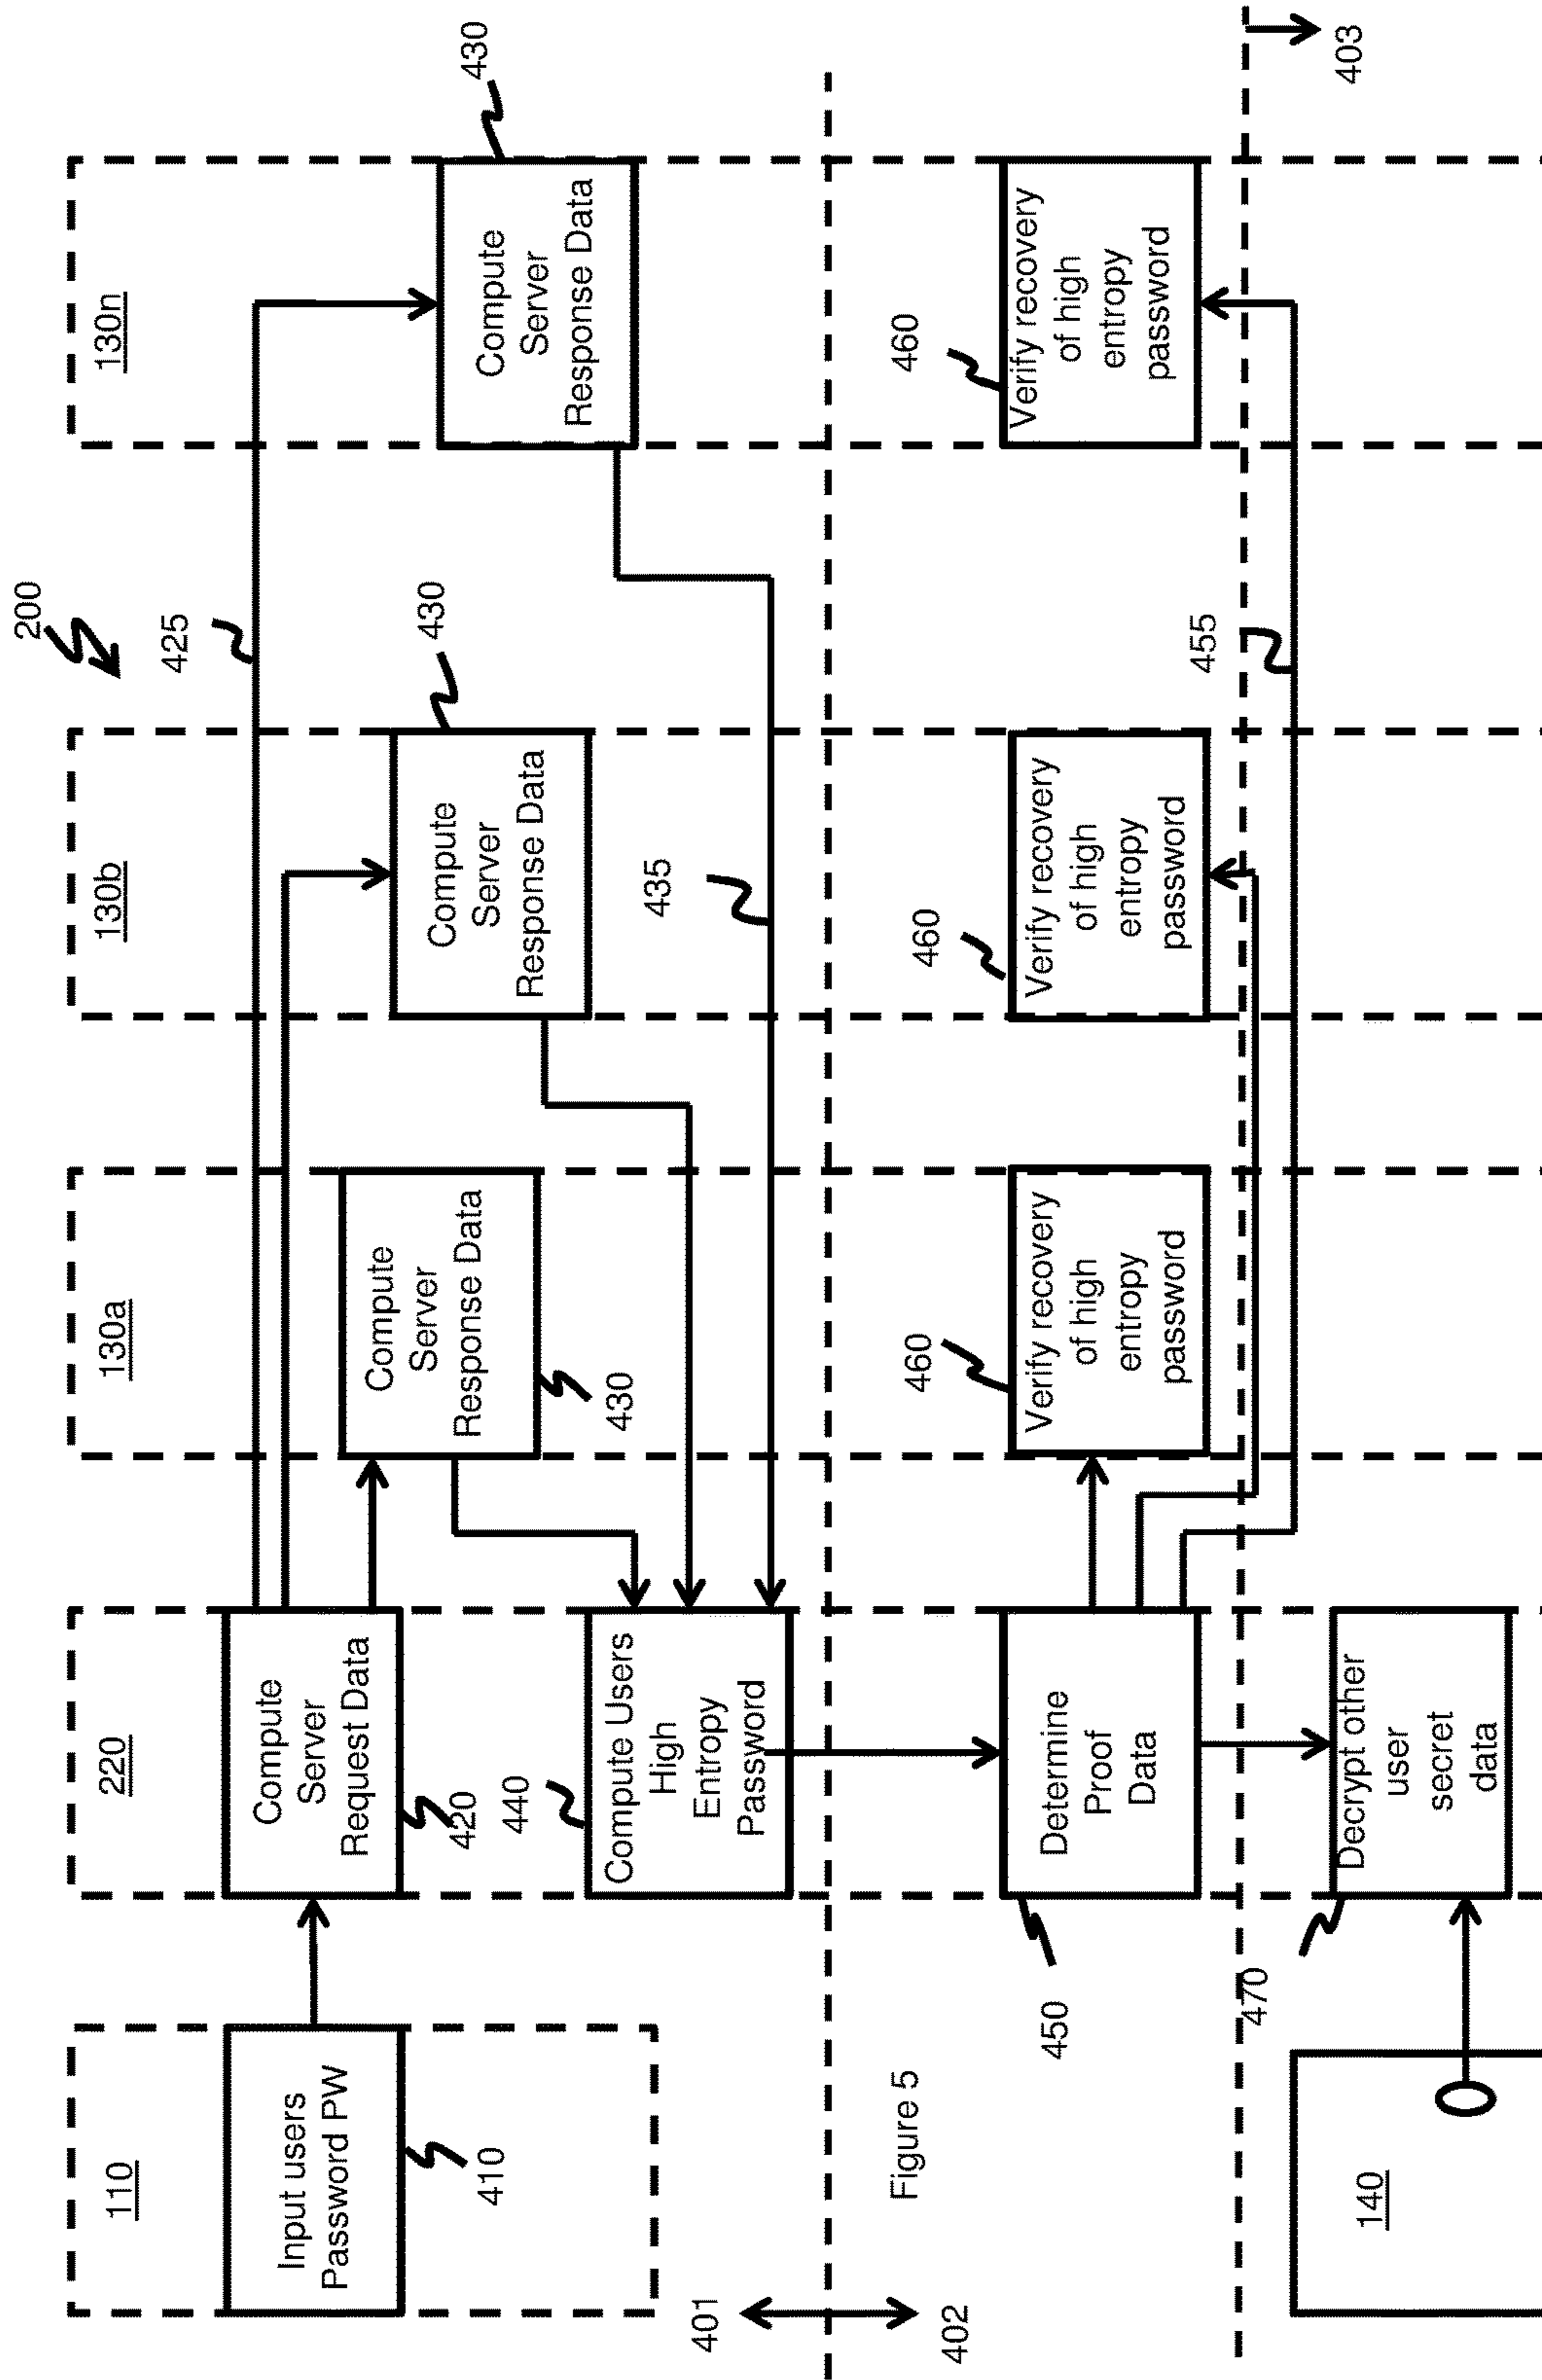 200
110
220
130a
130b
130n
425
Input users
Password PW
410
Compute
Server
Request Data
420
Compute
Server
Response Data
430
Compute
Server
Response Data
430
Compute
Server
Response Data
430
440
Compute Users
High
Entropy
Password
435
401
402
Figure 5
450
Determine
Proof
Data
460
Verify recovery
of high
entropy
password
460
Verify recovery
of high
entropy
password
460
Verify recovery
of high
entropy
password
455
403
470
140
Decrypt other
user
secret
data